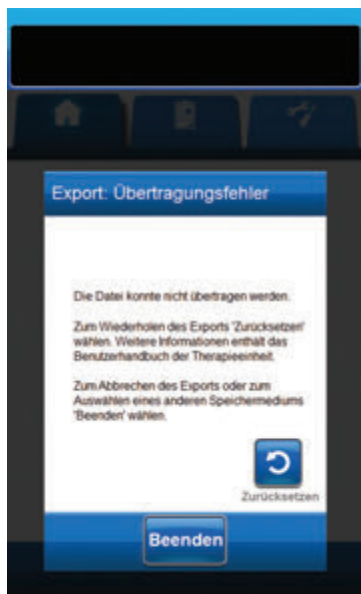 Export: Übertragungsfehler
Die Datei konnte nicht übertragen werden.
Zum Wiederholen des Exports 'Zurücksetzen'
wählen. Weitere Informationen enthält das
Benutzerhandbuch der Therapieeinheit.
Zum Abbrechen des Exports oder zum
Auswählen eines anderen Speichermediums
'Beenden' wählen.
Zurücksetzen
Beenden